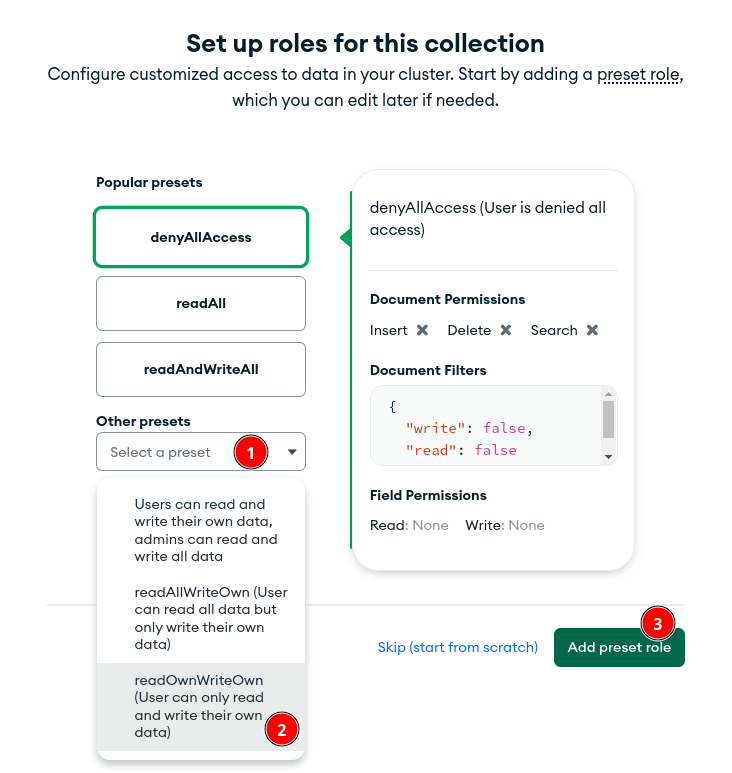 Set up roles for this collection
Configure customized access to data in your cluster. Start by adding a preset role,
which you can edit later if needed.
Popular presets
denyAllAccess
readAll
readAndWriteAll
Other presets
Select a preset
1
Users can read and
write their own data,
admins can read and
write all data
readAllWriteOwn (User
can read all data but
only write their own
data)
readOwnWriteOwn
(User can only read
and write their own
data)
2
denyAllAccess (User is denied all
access)
Document Permissions
Insert Delete Search
Document Filters
{
"write": false,
"read": false
Field Permissions
Read: None Write: None
3
Skip (start from scratch) Add preset role